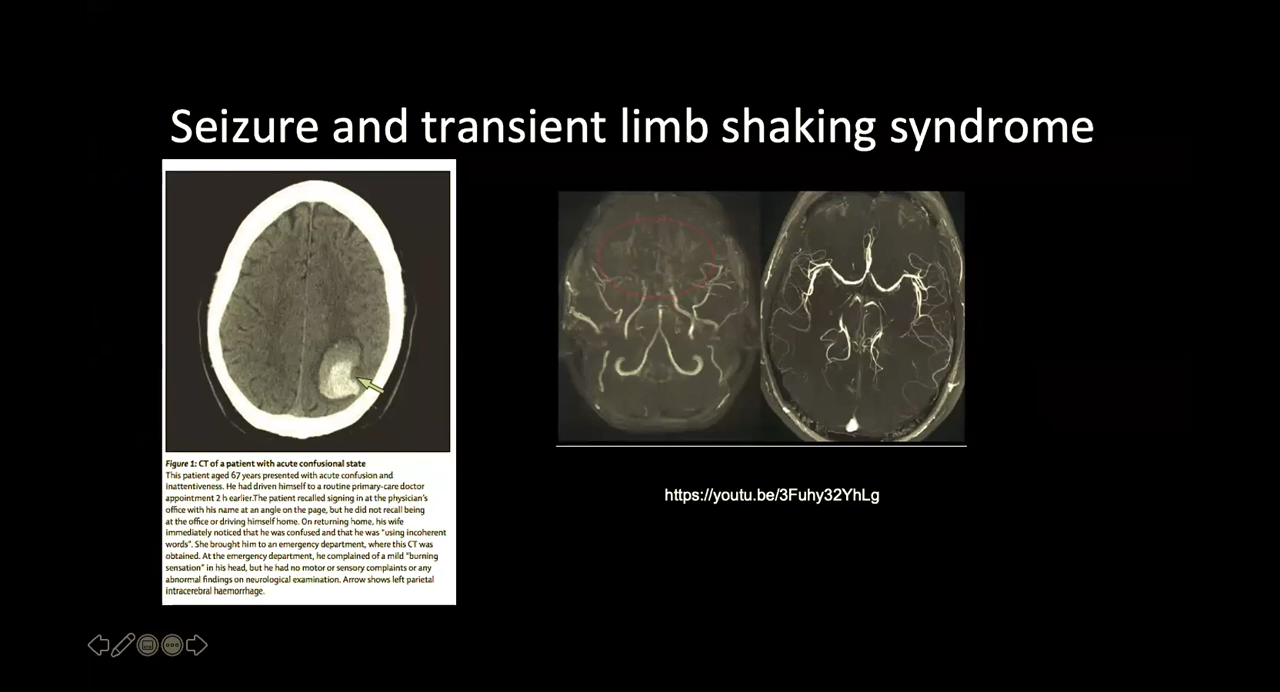 Seizure and transient limb shaking syndrome
Figure 1: CT of a patient with acute confusional state
This patient aged 67 years presented with acute confusion and
inattentiveness. He had driven himself to a routine primary-care doctor
appointment 2 h earlier.The patient recalled signing in at the physician's
office with his name at an angle on the page, but he did not recall being
at the office or driving himself home. On returning home, his wife
immediately noticed that he was confused and that he was "using incoherent
words". She brought him to an emergency department, where this CT was
obtained. At the emergency department, he complained of a mild "burning
sensation" in his head, but he had no motor or sensory complaints or any
abnormal findings on neurological examination. Arrow shows left parietal
intracerebral haemorrhage.
https://youtu.be/3Fuhy32YhLg